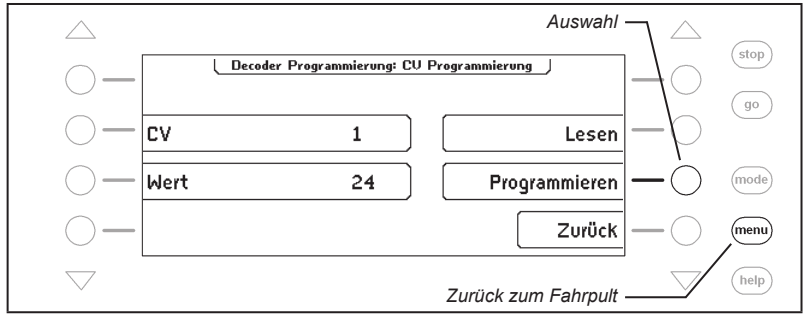 Auswahl
stop
Decoder Programmierung: CV Programmierung
go
CV 1
Lesen
Wert 24
Programmieren
mode
Zurück
menu
help
Zurück zum Fahrpult